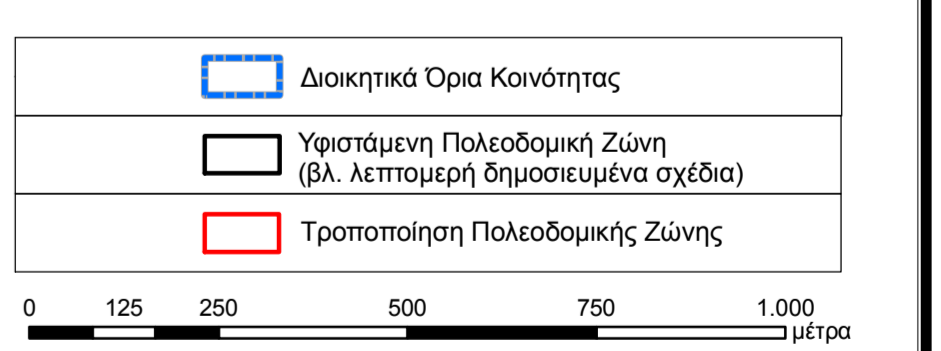 Διοικητικά Όρια Κοινότητας
Υφιστάμενη Πολεοδομική Ζώνη
(βλ. λεπτομερή δημοσιευμένα σχέδια)
Τροποποίηση Πολεοδομικής Ζώνης
0 125 250 500 750 1.000
μέτρα